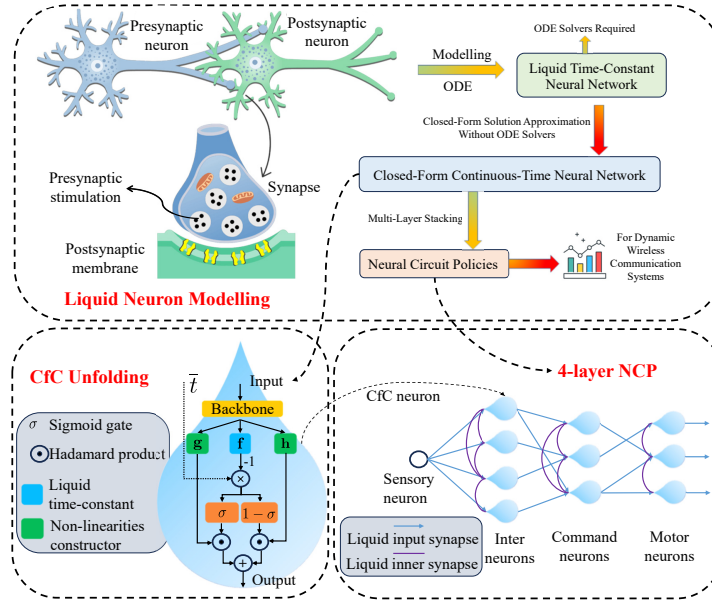 Presynaptic
neuron
Postsynaptic
neuron
Modelling
ODE
ODE Solvers Required
Liquid Time-Constant
Neural Network
Closed-Form Solution Approximation
Without ODE Solvers
Closed-Form Continuous-Time Neural Network
Multi-Layer Stacking
Neural Circuit Policies
For Dynamic
Wireless
Communication
Systems
Presynaptic
stimulation
Synapse
Postsynaptic
membrane
Liquid Neuron Modelling
CfC Unfolding
t̄
Input
Backbone
g
f
h
-1
×
σ
1 − σ
+
Output
σ Sigmoid gate
Hadamard product
Liquid
time-constant
Non-linearities
constructor
4-layer NCP
CfC neuron
Sensory
neuron
Inter
neurons
Command
neurons
Motor
neurons
Liquid input synapse
Liquid inner synapse